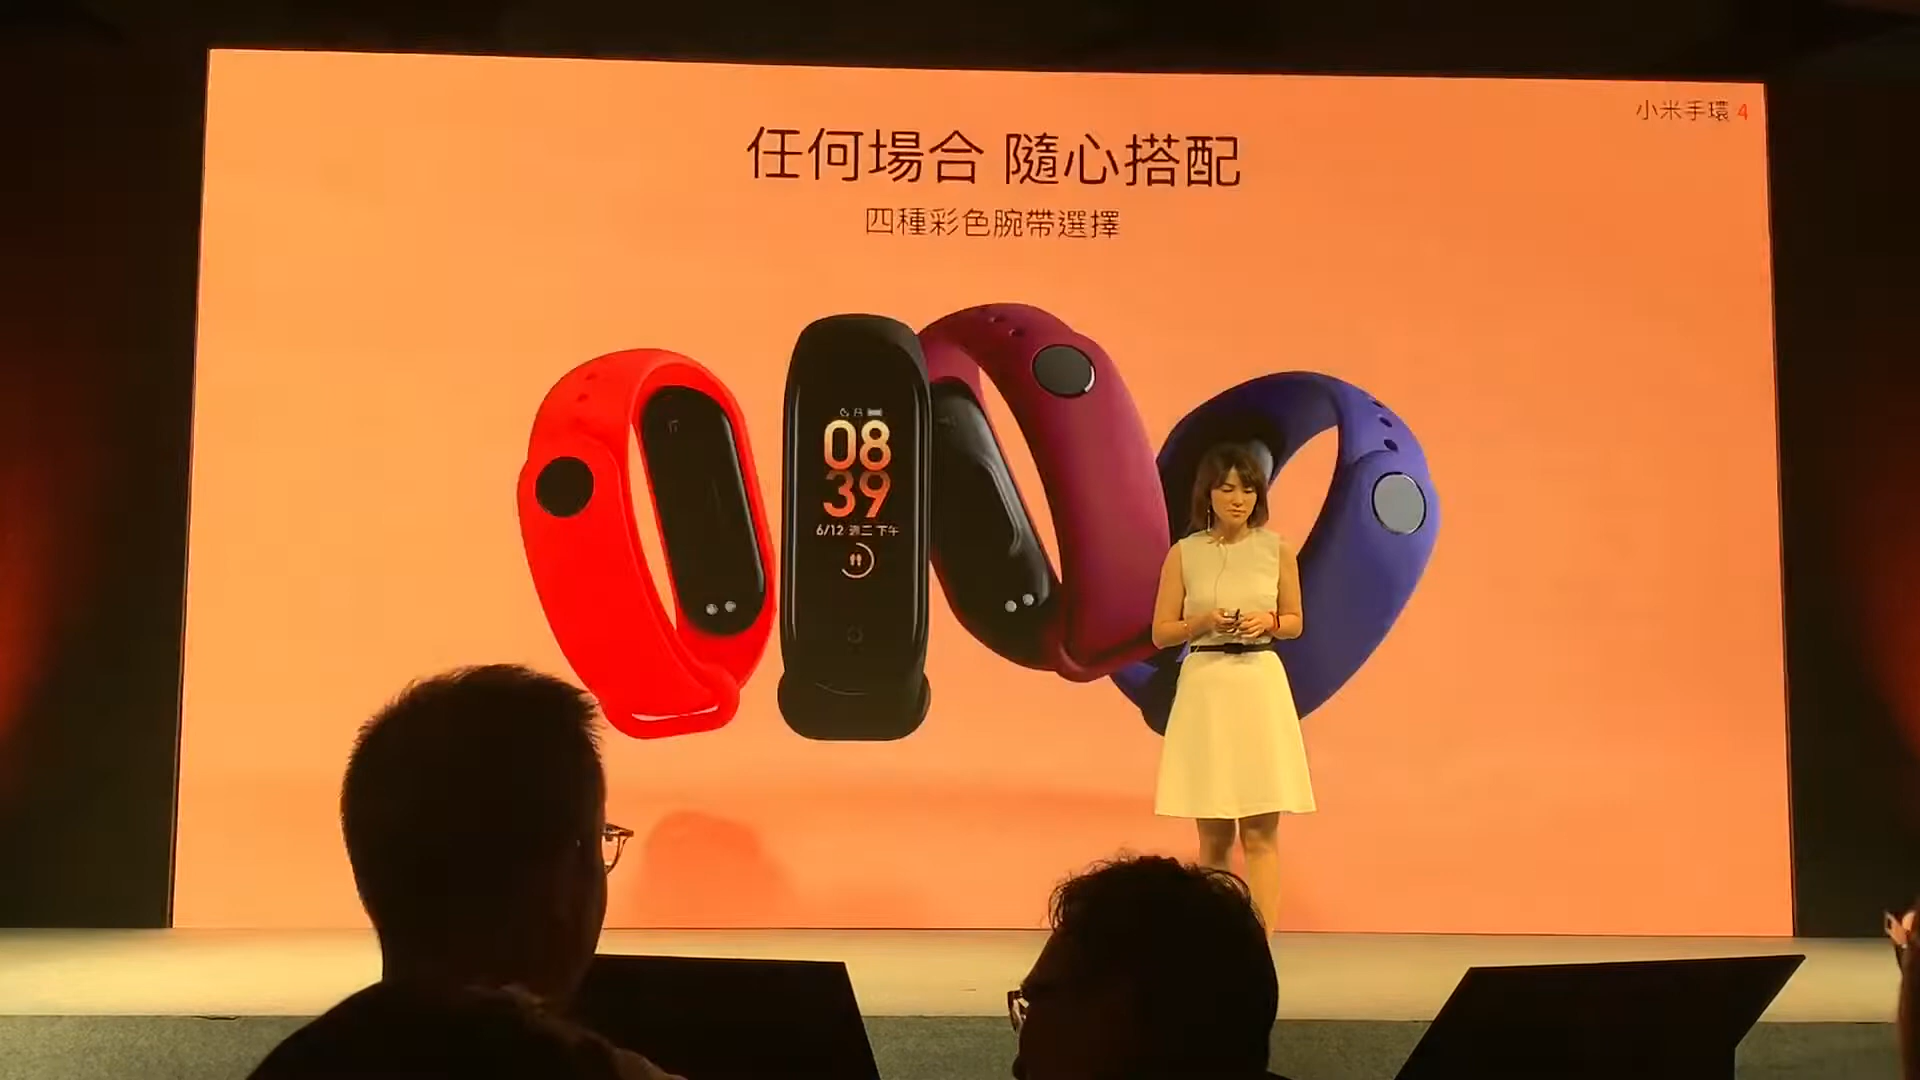 小米手環 4
任何場合 隨心搭配
四種彩色腕帶選擇
08
39
6/12 週三 下午